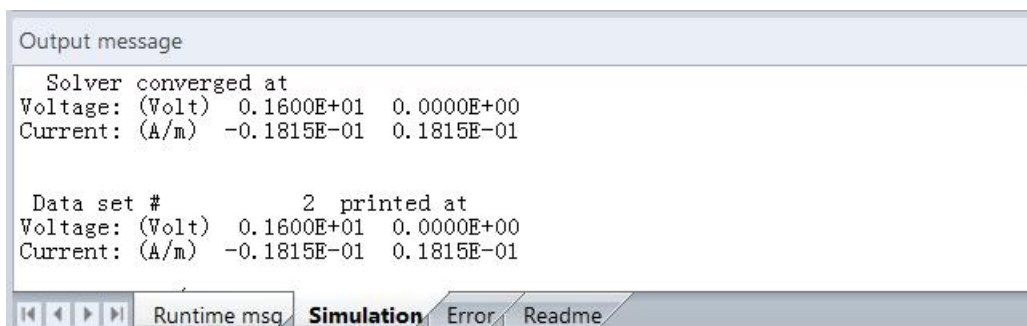 Output message
Solver converged at
Voltage: (Volt) 0.1600E+01 0.0000E+00
Current: (A/m) -0.1815E-01 0.1815E-01
Data set # 2 printed at
Voltage: (Volt) 0.1600E+01 0.0000E+00
Current: (A/m) -0.1815E-01 0.1815E-01
Runtime msg Simulation Error Readme